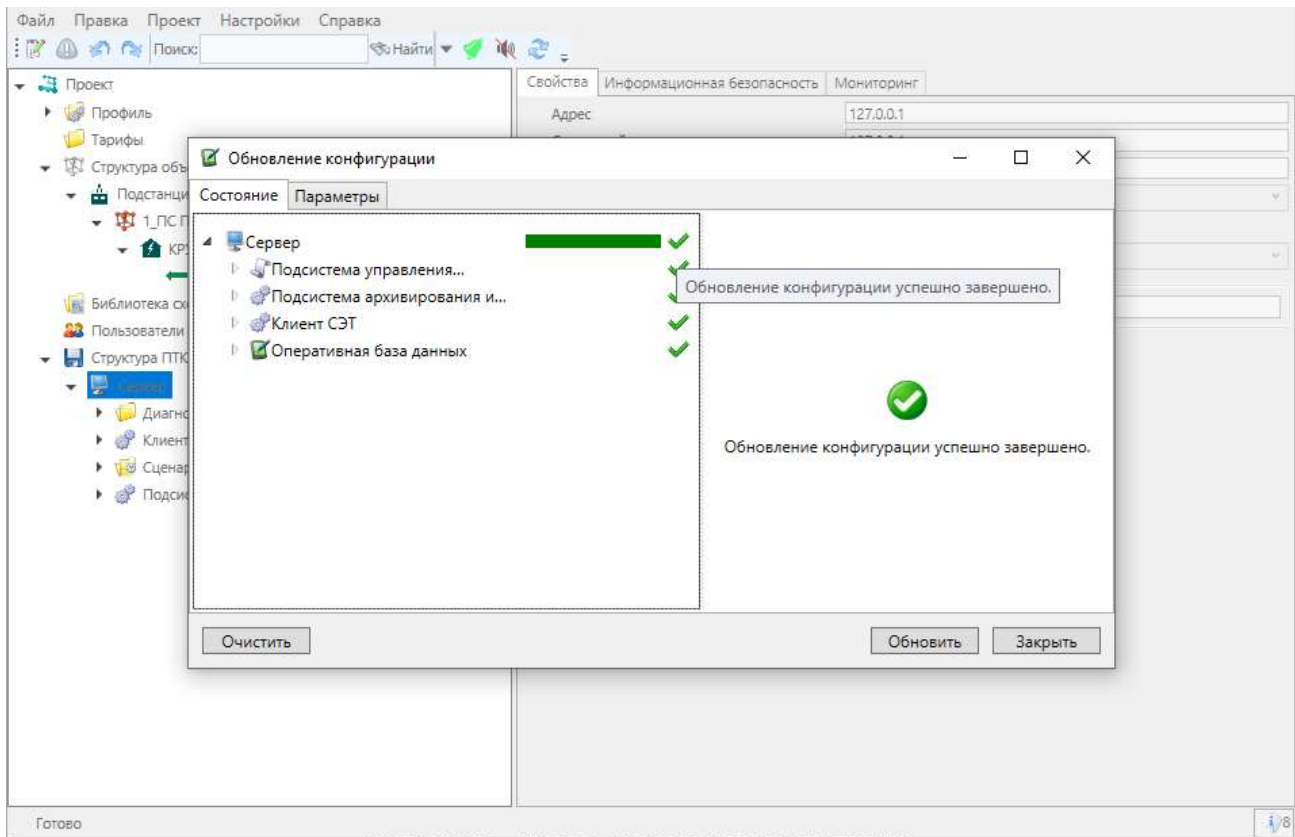 Файл Правка Проект Настройки Справка
Поиск: Найти
Проект
Профиль
Тарифы
Структура объ
Подстанци
1_ПС П
КРУ
Библиотека сх
Пользователи
Структура ПТК
Сервер
Диагно
Клиент
Сценар
Подсис
Свойства Информационная безопасность Мониторинг
Адрес 127.0.0.1
Обновление конфигурации
Состояние Параметры
Сервер
Подсистема управления...
Подсистема архивирования и...
Клиент СЭТ
Оперативная база данных
Обновление конфигурации успешно завершено.
Обновление конфигурации успешно завершено.
Очистить Обновить Закрыть
Готово 8